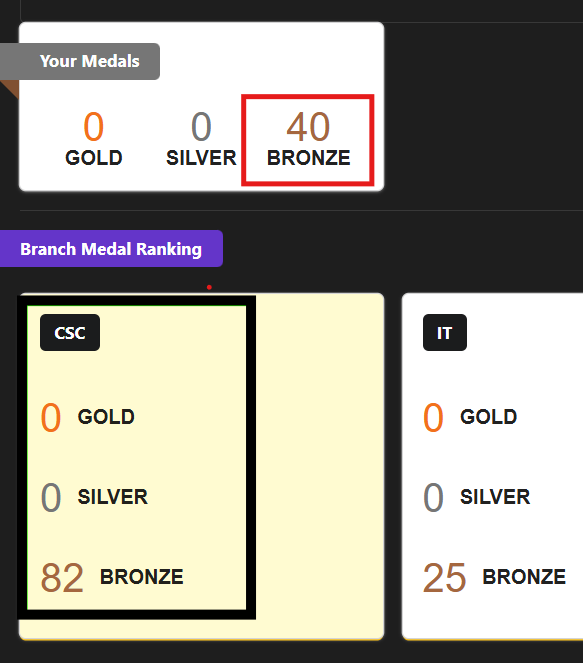 Your Medals
0 0 40
GOLD SILVER BRONZE
Branch Medal Ranking
CSC
0 GOLD
0 SILVER
82 BRONZE
IT
0 GOLD
0 SILVER
25 BRONZE